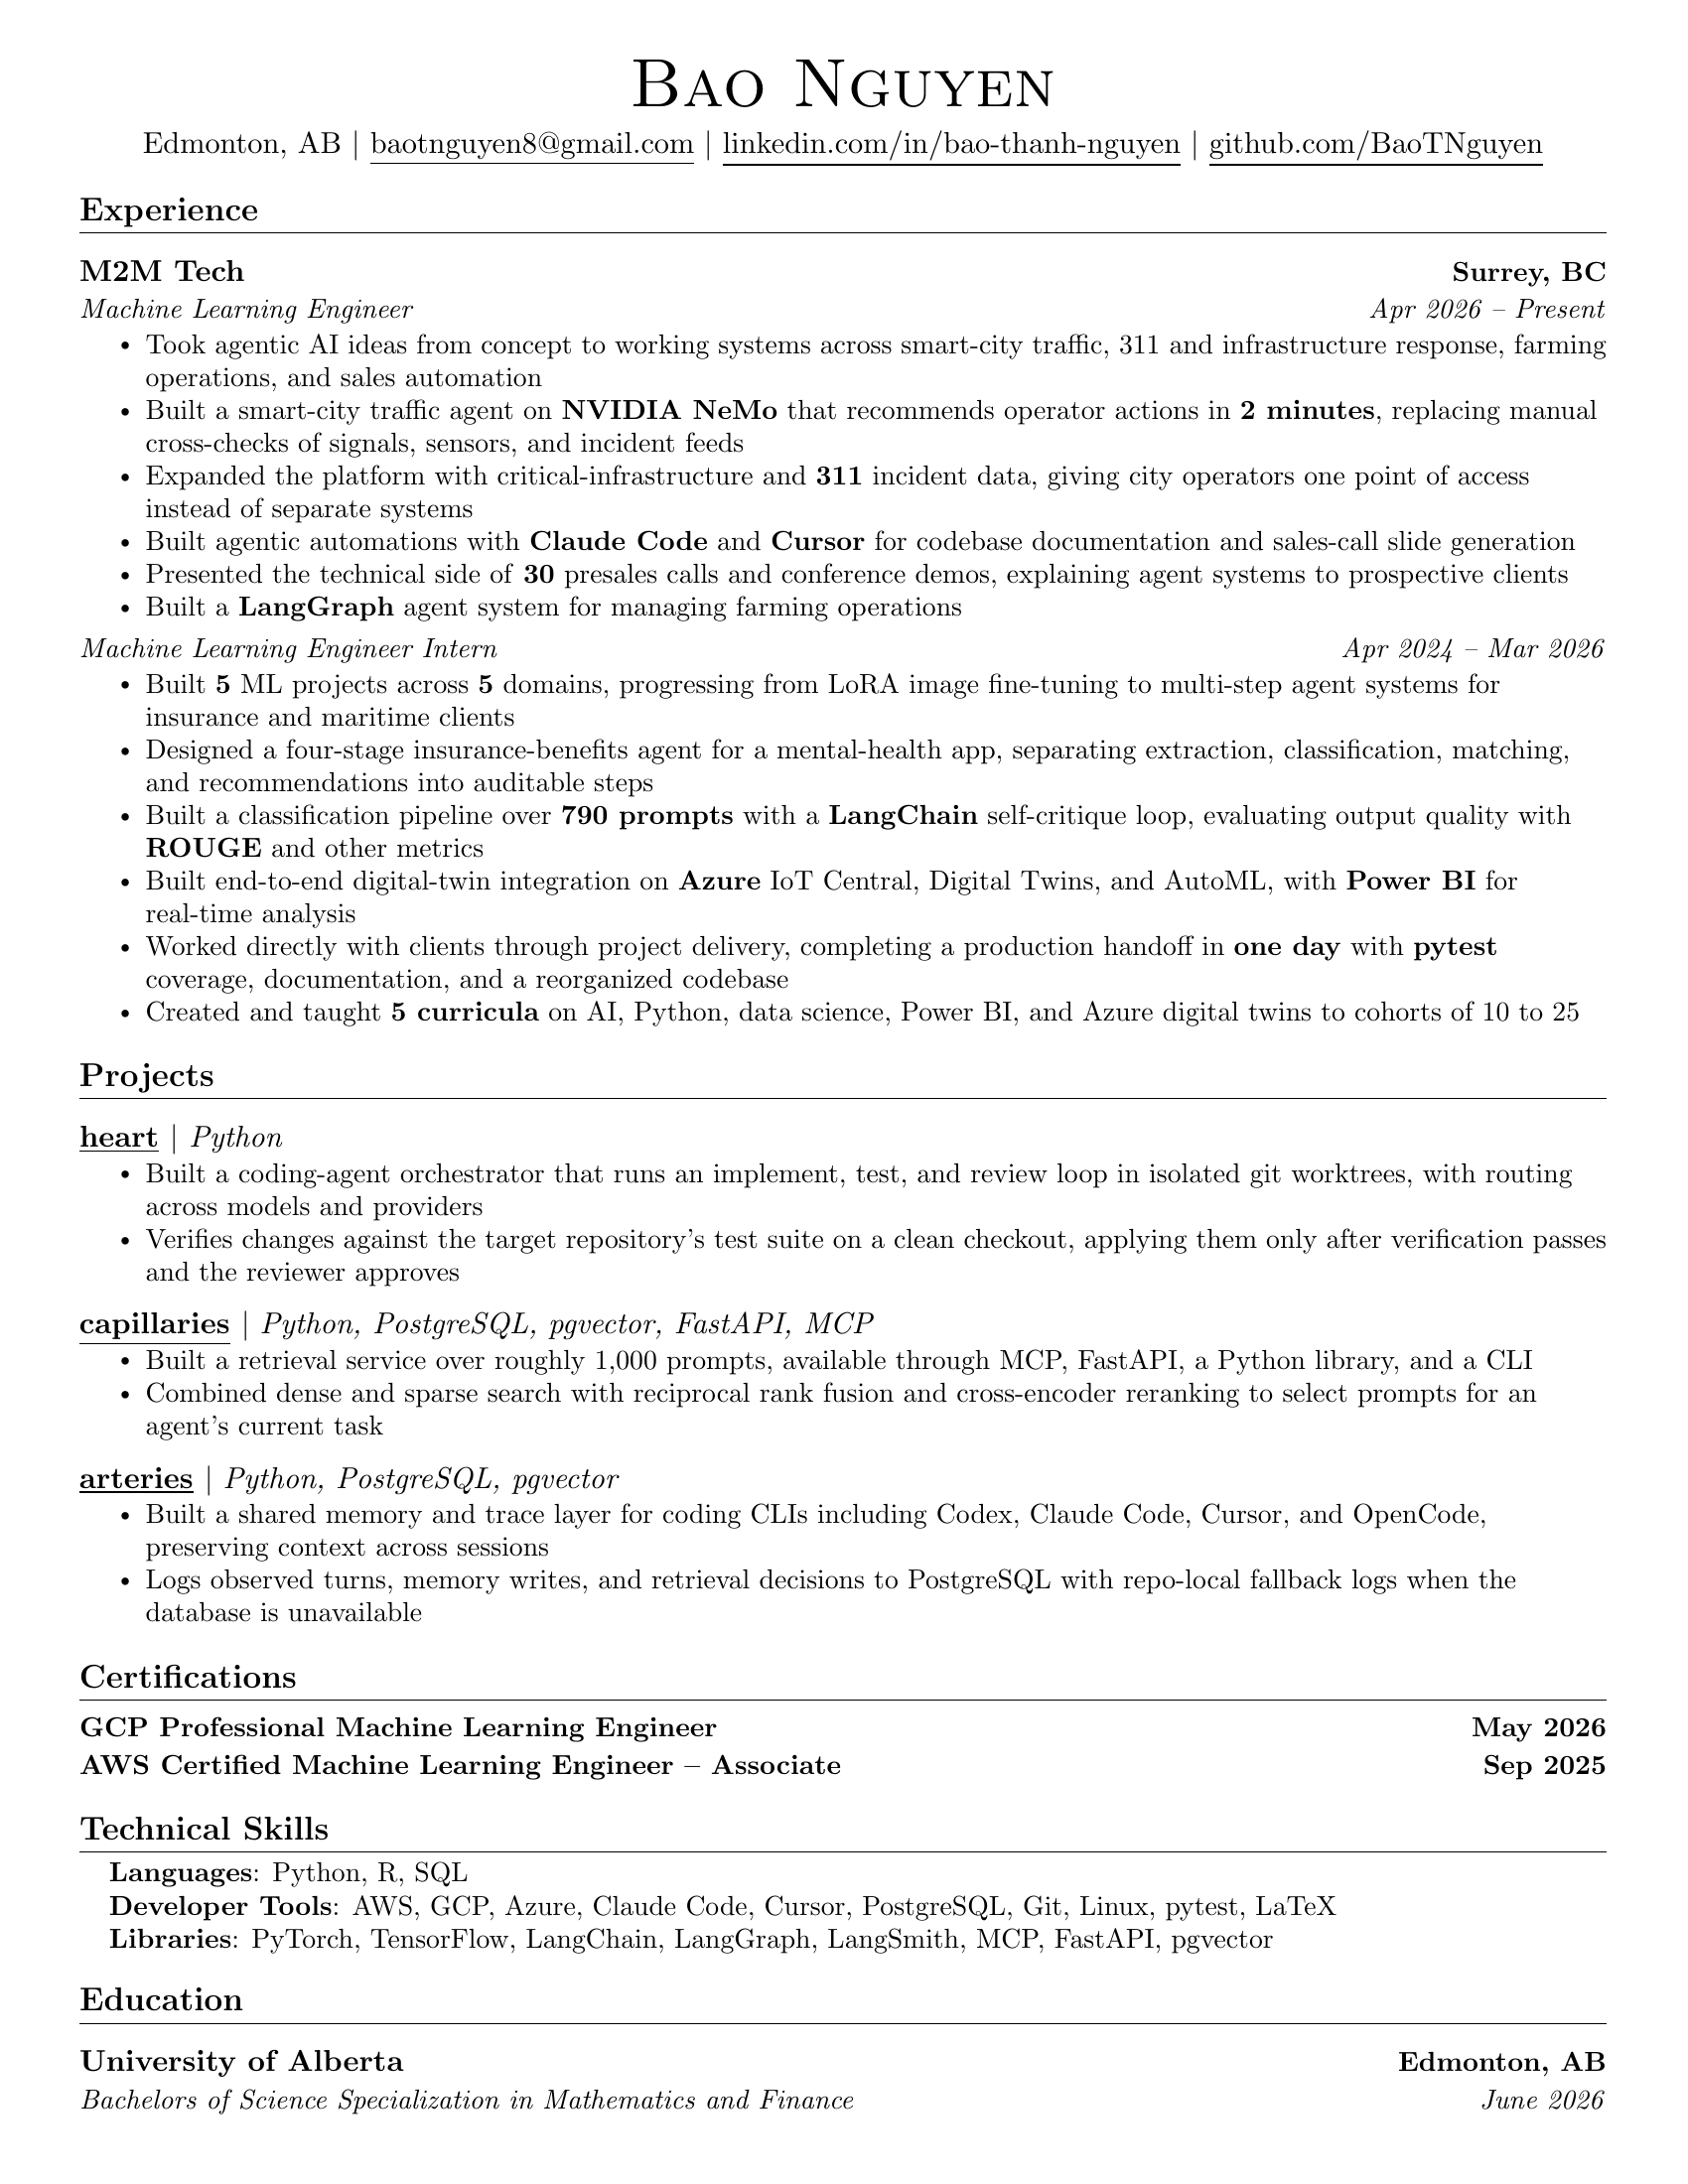 Bao Nguyen
Edmonton, AB | baotnguyen8@gmail.com | linkedin.com/in/bao-thanh-nguyen | github.com/BaoTNguyen
Experience
M2M Tech Surrey, BC
Machine Learning Engineer Apr 2026 – Present
• Took agentic AI ideas from concept to working systems across smart-city traffic, 311 and infrastructure response, farming
operations, and sales automation
• Built a smart-city traffic agent on NVIDIA NeMo that recommends operator actions in 2 minutes, replacing manual
cross-checks of signals, sensors, and incident feeds
• Expanded the platform with critical-infrastructure and 311 incident data, giving city operators one point of access
instead of separate systems
• Built agentic automations with Claude Code and Cursor for codebase documentation and sales-call slide generation
• Presented the technical side of 30 presales calls and conference demos, explaining agent systems to prospective clients
• Built a LangGraph agent system for managing farming operations
Machine Learning Engineer Intern Apr 2024 – Mar 2026
• Built 5 ML projects across 5 domains, progressing from LoRA image fine-tuning to multi-step agent systems for
insurance and maritime clients
• Designed a four-stage insurance-benefits agent for a mental-health app, separating extraction, classification, matching,
and recommendations into auditable steps
• Built a classification pipeline over 790 prompts with a LangChain self-critique loop, evaluating output quality with
ROUGE and other metrics
• Built end-to-end digital-twin integration on Azure IoT Central, Digital Twins, and AutoML, with Power BI for
real-time analysis
• Worked directly with clients through project delivery, completing a production handoff in one day with pytest
coverage, documentation, and a reorganized codebase
• Created and taught 5 curricula on AI, Python, data science, Power BI, and Azure digital twins to cohorts of 10 to 25
Projects
heart | Python
• Built a coding-agent orchestrator that runs an implement, test, and review loop in isolated git worktrees, with routing
across models and providers
• Verifies changes against the target repository's test suite on a clean checkout, applying them only after verification passes
and the reviewer approves
capillaries | Python, PostgreSQL, pgvector, FastAPI, MCP
• Built a retrieval service over roughly 1,000 prompts, available through MCP, FastAPI, a Python library, and a CLI
• Combined dense and sparse search with reciprocal rank fusion and cross-encoder reranking to select prompts for an
agent's current task
arteries | Python, PostgreSQL, pgvector
• Built a shared memory and trace layer for coding CLIs including Codex, Claude Code, Cursor, and OpenCode,
preserving context across sessions
• Logs observed turns, memory writes, and retrieval decisions to PostgreSQL with repo-local fallback logs when the
database is unavailable
Certifications
GCP Professional Machine Learning Engineer May 2026
AWS Certified Machine Learning Engineer – Associate Sep 2025
Technical Skills
Languages: Python, R, SQL
Developer Tools: AWS, GCP, Azure, Claude Code, Cursor, PostgreSQL, Git, Linux, pytest, LaTeX
Libraries: PyTorch, TensorFlow, LangChain, LangGraph, LangSmith, MCP, FastAPI, pgvector
Education
University of Alberta Edmonton, AB
Bachelors of Science Specialization in Mathematics and Finance June 2026